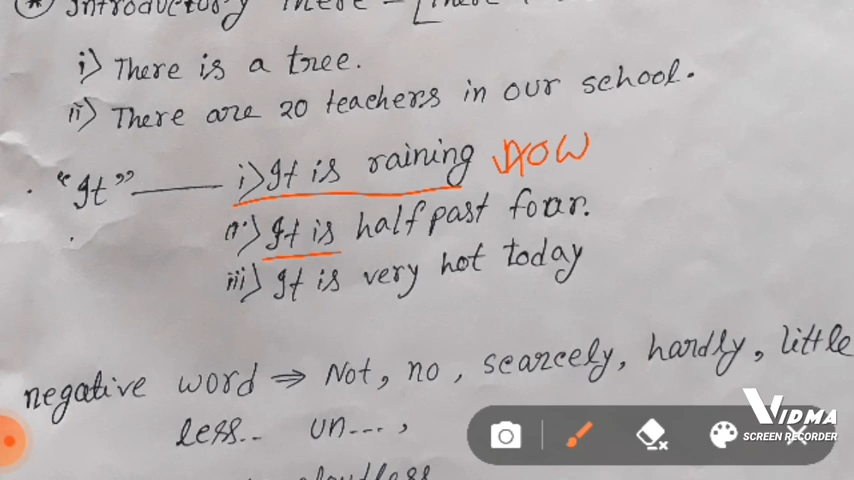 Introductory
i) There is a tree.
ii) There are 20 teachers in our school.
"It" —— i) It is raining NOW
ii) It is half past four.
iii) It is very hot today
negative word ⇒ Not, no, scarcely, hardly, little
less.. un...,
VIDMA
SCREEN RECORDER